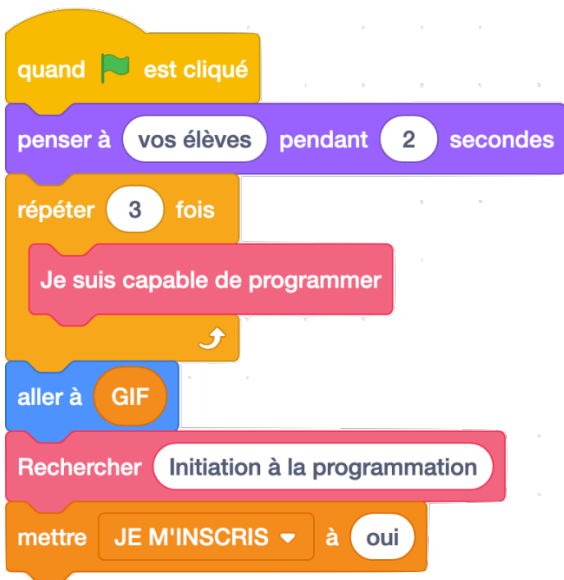 quand est cliqué
penser à vos élèves pendant 2 secondes
répéter 3 fois
Je suis capable de programmer
aller à GIF
Rechercher Initiation à la programmation
mettre JE M'INSCRIS à oui